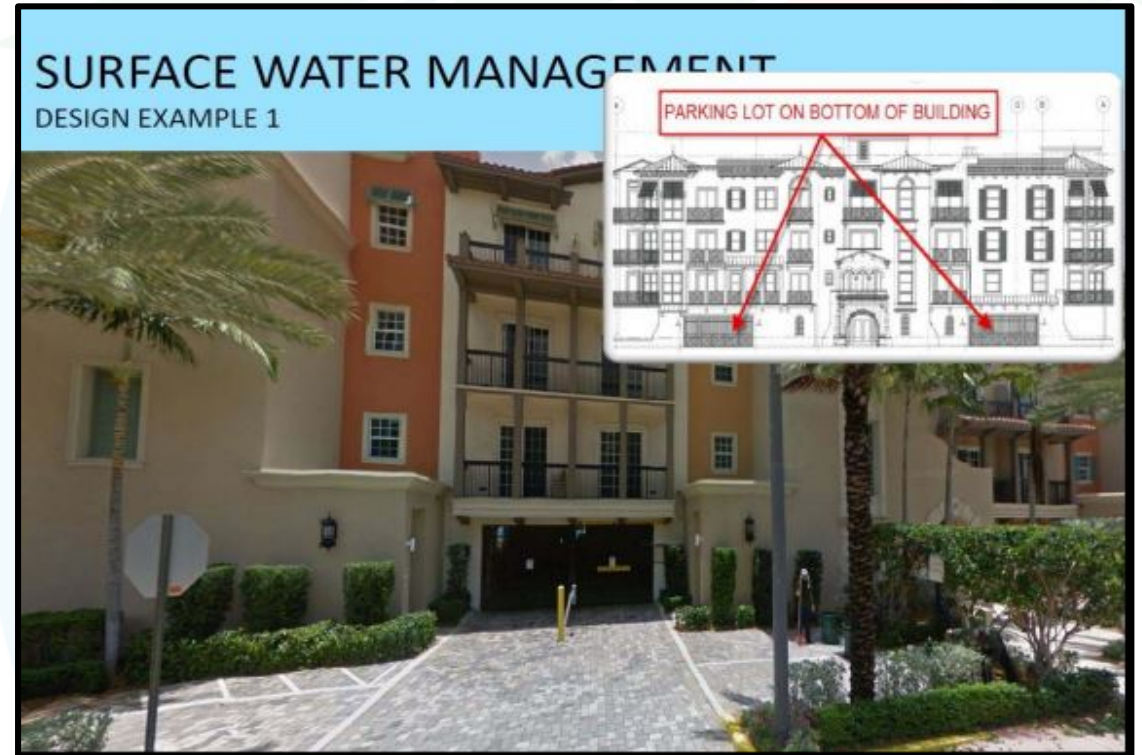 SURFACE WATER MANAGEMENT
DESIGN EXAMPLE 1
PARKING LOT ON BOTTOM OF BUILDING